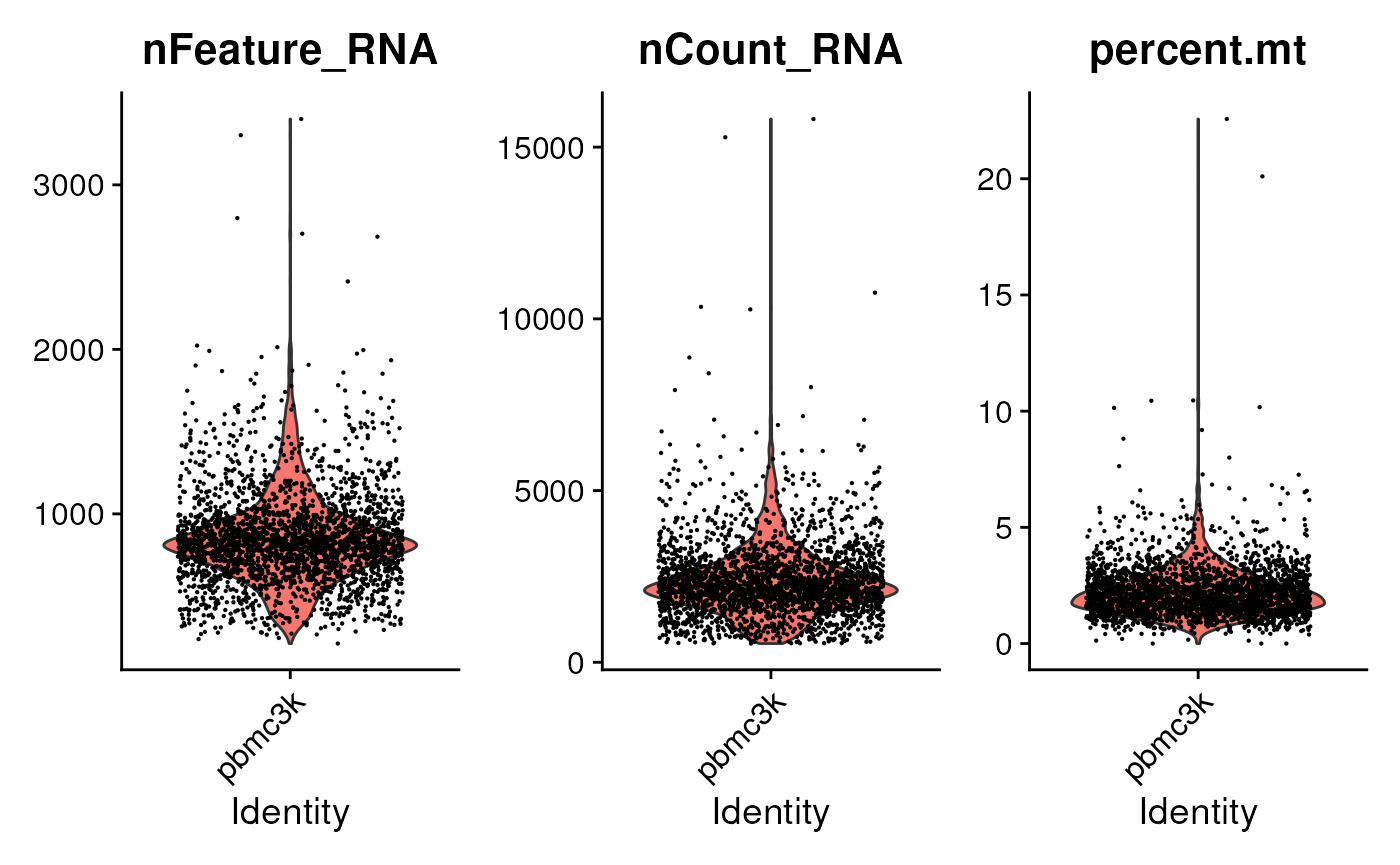 nFeature_RNA
3000
2000
1000
pbmc3k
Identity
nCount_RNA
15000
10000
5000
0
pbmc3k
Identity
percent.mt
20
15
10
5
0
pbmc3k
Identity